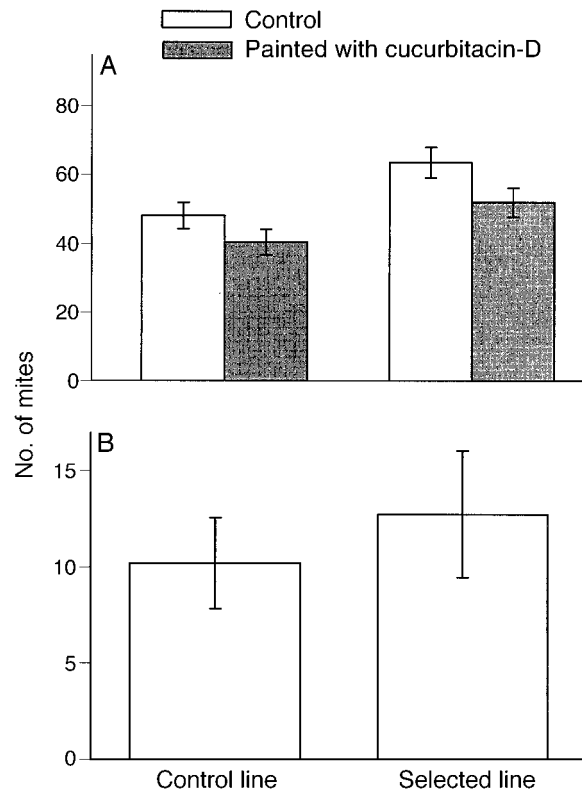 Control
Painted with cucurbitacin-D
A
80
60
40
20
0
No. of mites
B
15
10
5
0
Control line Selected line